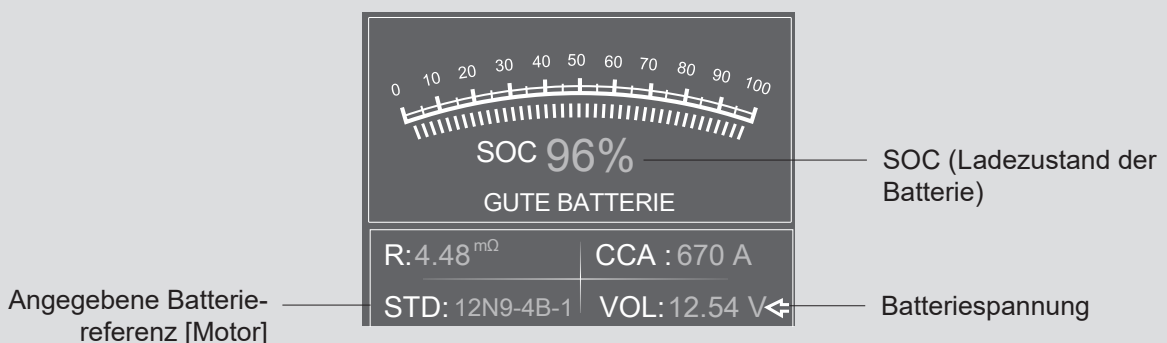 0 10 20 30 40 50 60 70 80 90 100
SOC 96%
GUTE BATTERIE
SOC (Ladezustand der
Batterie)
R: 4.48 mΩ
CCA : 670 A
STD: 12N9-4B-1
VOL: 12.54 V
Angegebene Batterie-
referenz [Motor]
Batteriespannung